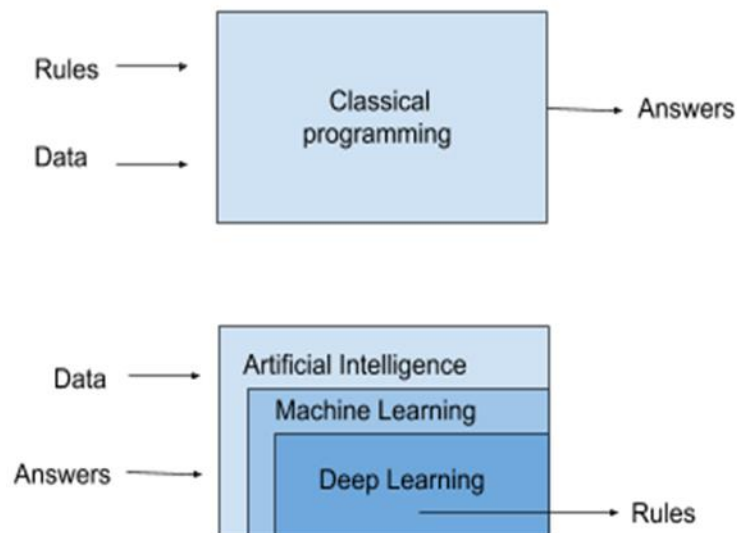 Rules
Data
Classical
programming
Answers
Data
Answers
Artificial Intelligence
Machine Learning
Deep Learning
Rules